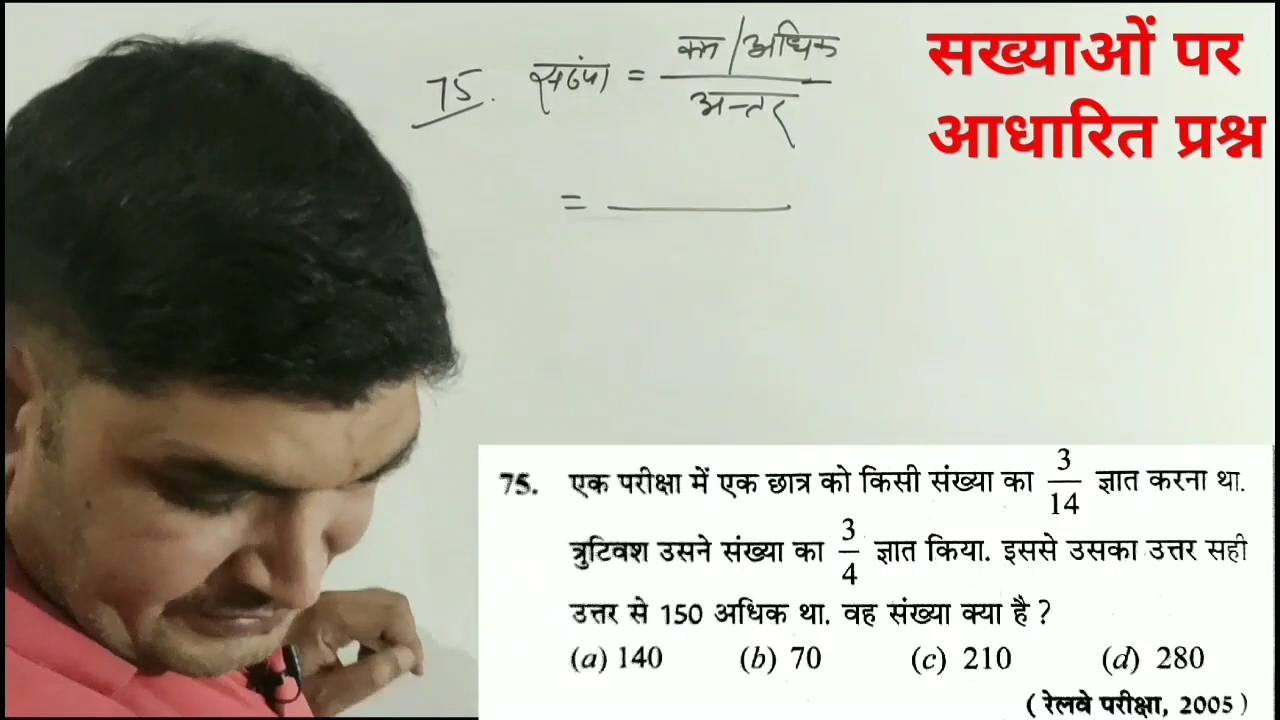 सख्याओं पर
आधारित प्रश्न
75. संख्या = कम/अधिक
अन्तर
=
75. एक परीक्षा में एक छात्र को किसी संख्या का 3/14 ज्ञात करना था.
त्रुटिवश उसने संख्या का 3/4 ज्ञात किया. इससे उसका उत्तर सही
उत्तर से 150 अधिक था. वह संख्या क्या है ?
(a) 140 (b) 70 (c) 210 (d) 280
( रेलवे परीक्षा, 2005 )